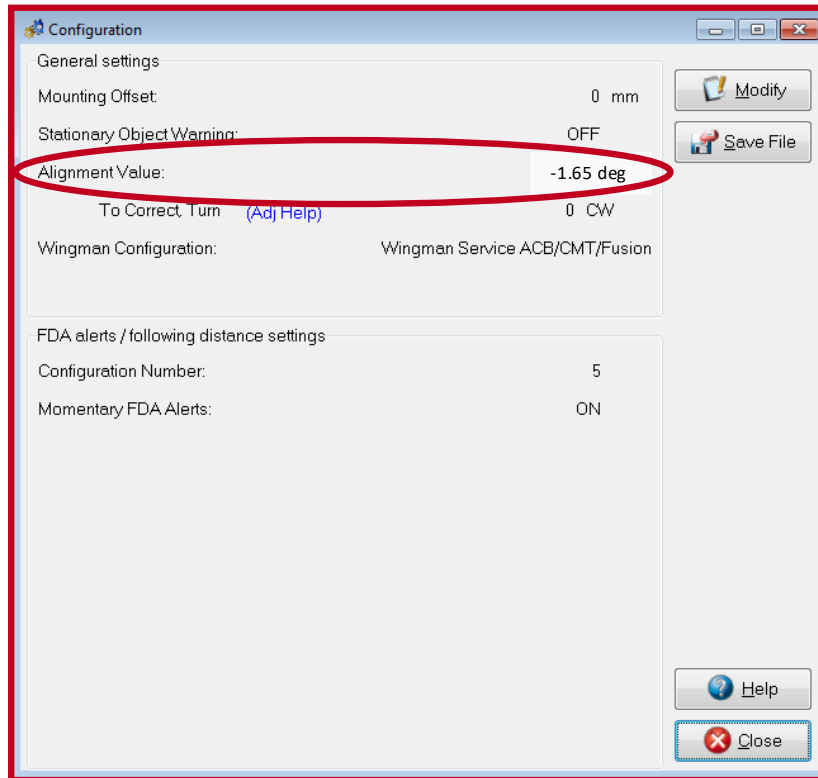 Configuration
General settings
Mounting Offset: 0 mm
Modify
Stationary Object Warning: OFF
Save File
Alignment Value: -1.65 deg
To Correct, Turn (Adj Help) 0 CW
Wingman Configuration: Wingman Service ACB/CMT/Fusion
FDA alerts / following distance settings
Configuration Number: 5
Momentary FDA Alerts: ON
Help
Close